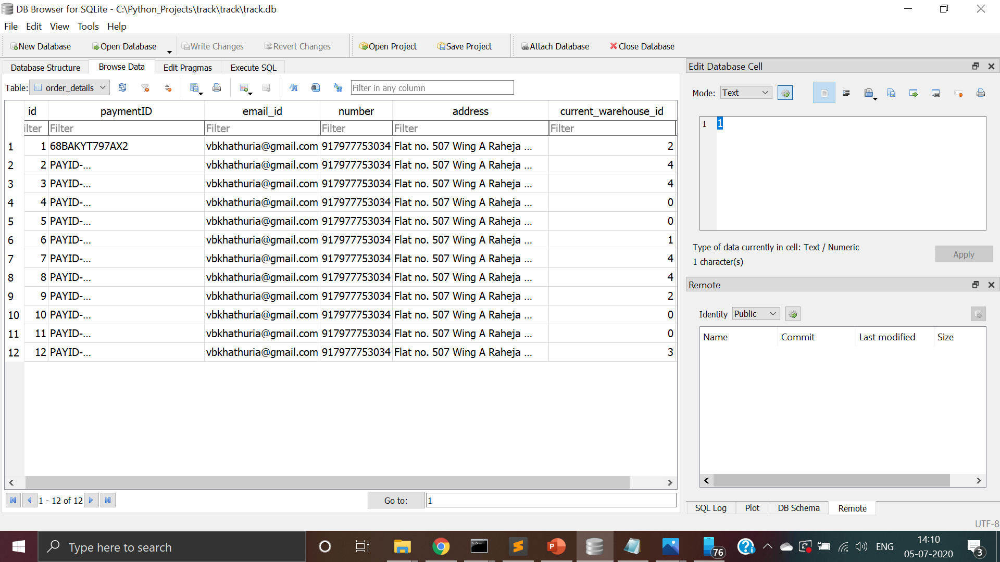 DB Browser for SQLite - C:\Python_Projects\track\track\track.db
File Edit View Tools Help
New Database Open Database Write Changes Revert Changes Open Project Save Project Attach Database Close Database
Database Structure Browse Data Edit Pragmas Execute SQL
Table: order_details Filter in any column
id paymentID email_id number address current_warehouse_id
ilter Filter Filter Filter Filter Filter
1 1 68BAKYT797AX2 vbkhathuria@gmail.com 917977753034 Flat no. 507 Wing A Raheja ... 2
2 2 PAYID-... vbkhathuria@gmail.com 917977753034 Flat no. 507 Wing A Raheja ... 4
3 3 PAYID-... vbkhathuria@gmail.com 917977753034 Flat no. 507 Wing A Raheja ... 4
4 4 PAYID-... vbkhathuria@gmail.com 917977753034 Flat no. 507 Wing A Raheja ... 0
5 5 PAYID-... vbkhathuria@gmail.com 917977753034 Flat no. 507 Wing A Raheja ... 0
6 6 PAYID-... vbkhathuria@gmail.com 917977753034 Flat no. 507 Wing A Raheja ... 1
7 7 PAYID-... vbkhathuria@gmail.com 917977753034 Flat no. 507 Wing A Raheja ... 4
8 8 PAYID-... vbkhathuria@gmail.com 917977753034 Flat no. 507 Wing A Raheja ... 4
9 9 PAYID-... vbkhathuria@gmail.com 917977753034 Flat no. 507 Wing A Raheja ... 2
10 10 PAYID-... vbkhathuria@gmail.com 917977753034 Flat no. 507 Wing A Raheja ... 0
11 11 PAYID-... vbkhathuria@gmail.com 917977753034 Flat no. 507 Wing A Raheja ... 0
12 12 PAYID-... vbkhathuria@gmail.com 917977753034 Flat no. 507 Wing A Raheja ... 3
1 - 12 of 12 Go to: 1
Edit Database Cell
Mode: Text
1 1
Type of data currently in cell: Text / Numeric
1 character(s)
Apply
Remote
Identity Public
Name Commit Last modified Size
SQL Log Plot DB Schema Remote
UTF-8
Type here to search
76
ENG
14:10
05-07-2020
3